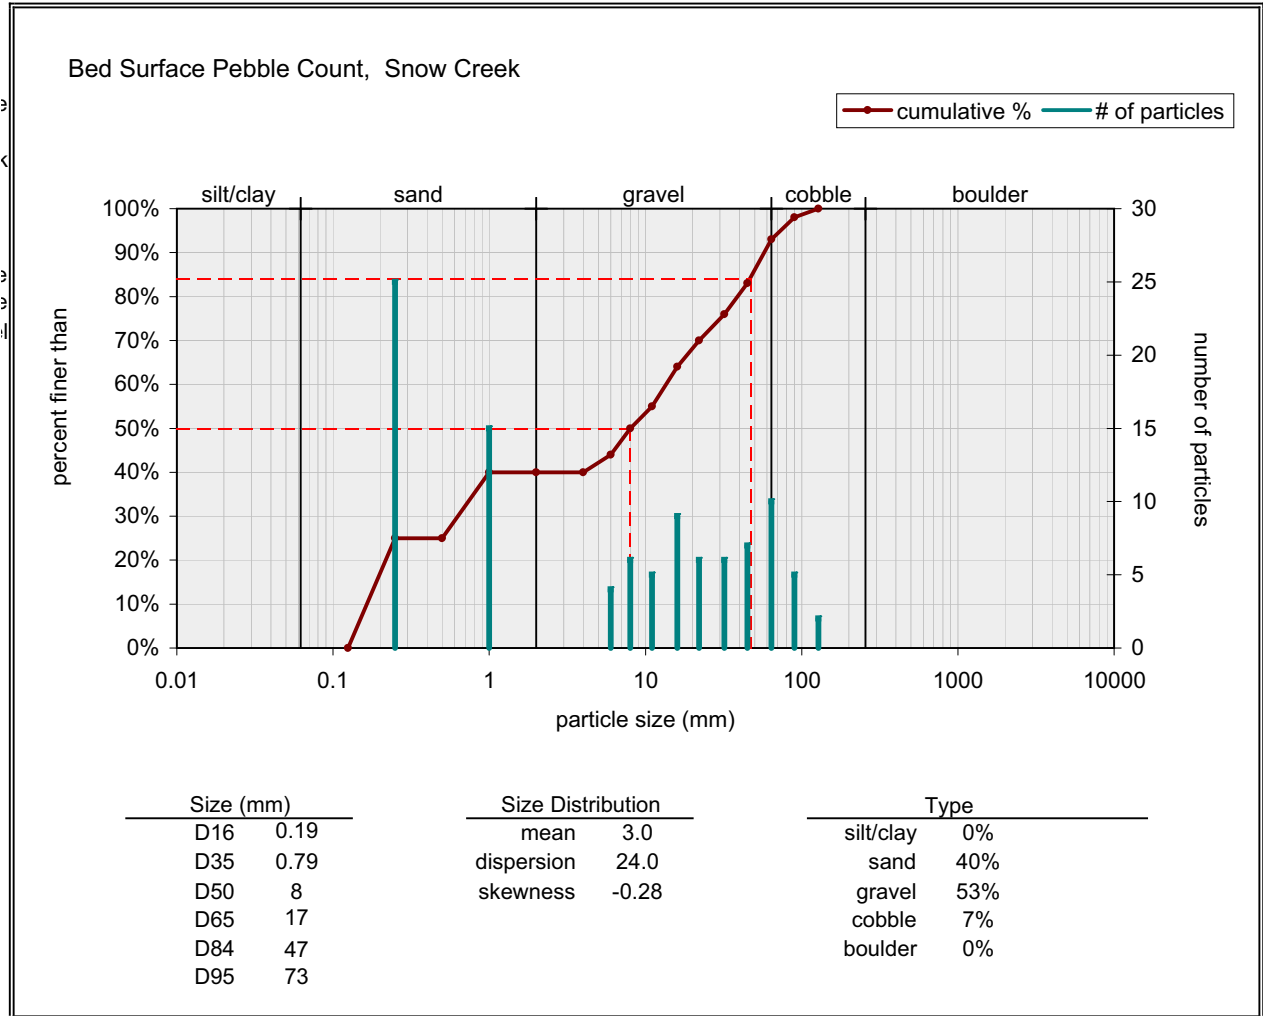 Bed Surface Pebble Count, Snow Creek
cumulative % # of particles
silt/clay sand gravel cobble boulder
100% 30
90%
80% 25
70%
60% 20
50% 15
40%
30% 10
20%
10% 5
0% 0
percent finer than
number of particles
0.01 0.1 1 10 100 1000 10000
particle size (mm)
Size (mm)
D16 0.19
D35 0.79
D50 8
D65 17
D84 47
D95 73
Size Distribution
mean 3.0
dispersion 24.0
skewness -0.28
Type
silt/clay 0%
sand 40%
gravel 53%
cobble 7%
boulder 0%